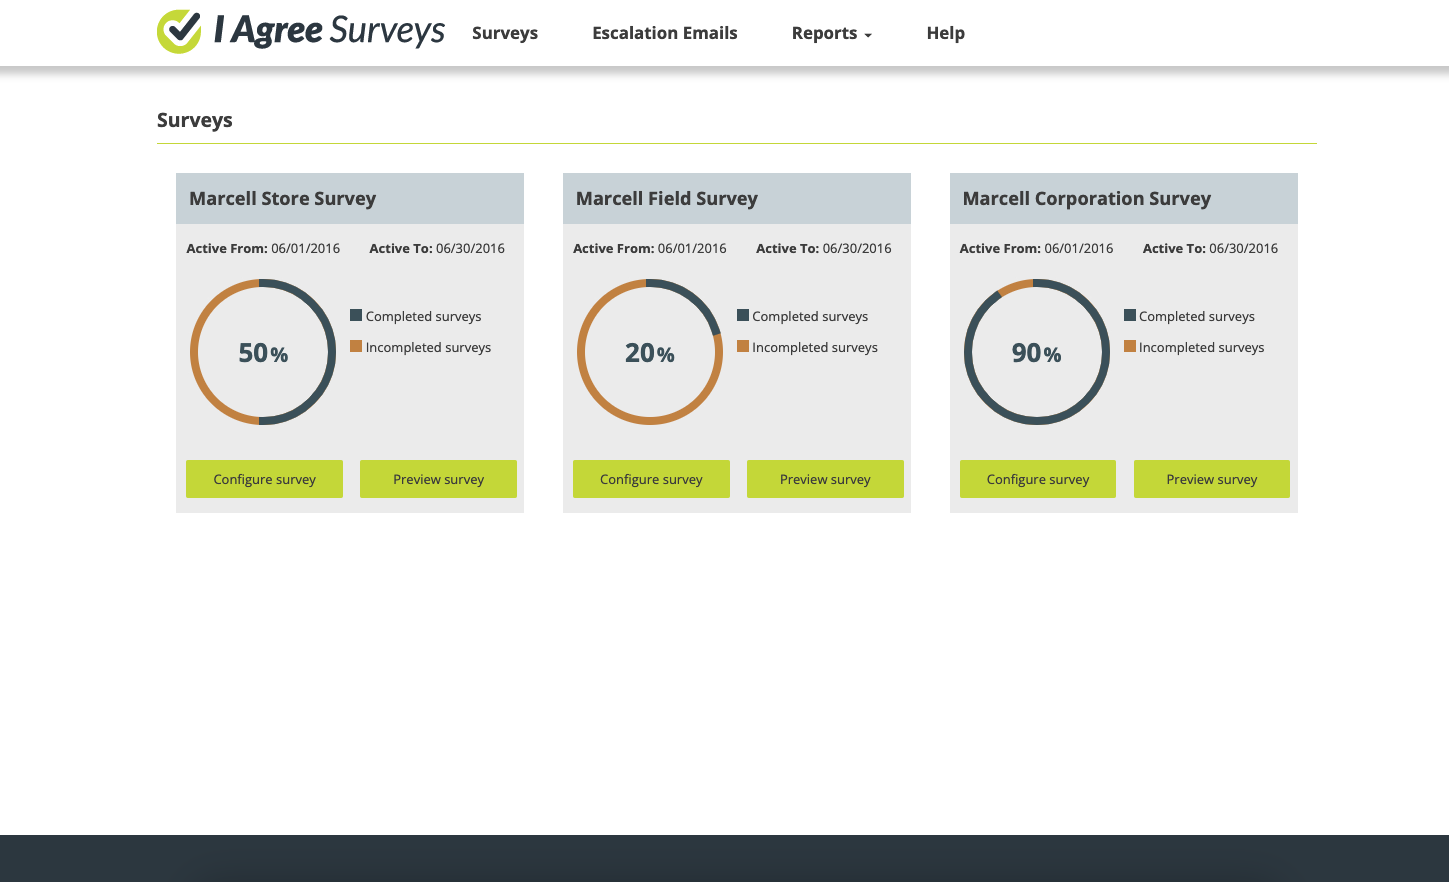 I Agree Surveys Surveys Escalation Emails Reports Help
Surveys
Marcell Store Survey
Active From: 06/01/2016 Active To: 06/30/2016
Completed surveys
Incompleted surveys
50%
Configure survey Preview survey
Marcell Field Survey
Active From: 06/01/2016 Active To: 06/30/2016
Completed surveys
Incompleted surveys
20%
Configure survey Preview survey
Marcell Corporation Survey
Active From: 06/01/2016 Active To: 06/30/2016
Completed surveys
Incompleted surveys
90%
Configure survey Preview survey